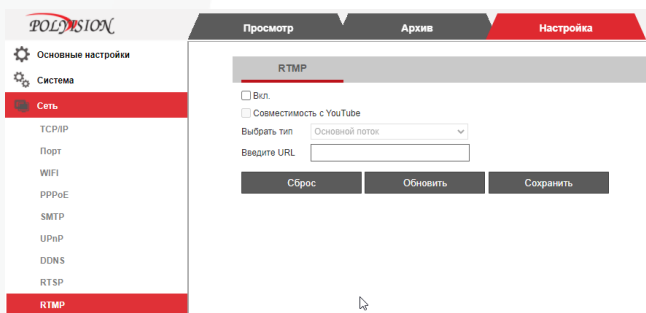 POLYVISION
Просмотр
Архив
Настройка
Основные настройки
Система
Сеть
TCP/IP
Порт
WIFI
PPPoE
SMTP
UPnP
DDNS
RTSP
RTMP
RTMP
Вкл.
Совместимость с YouTube
Выбрать тип Основной поток
Введите URL
Сброс Обновить Сохранить